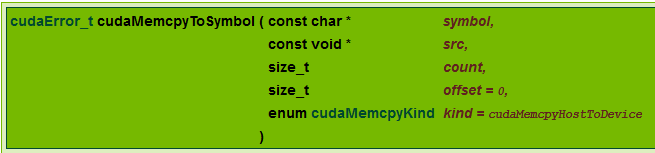 cudaError_t cudaMemcpyToSymbol ( const char * symbol,
const void * src,
size_t count,
size_t offset = 0,
enum cudaMemcpyKind kind = cudaMemcpyHostToDevice
)